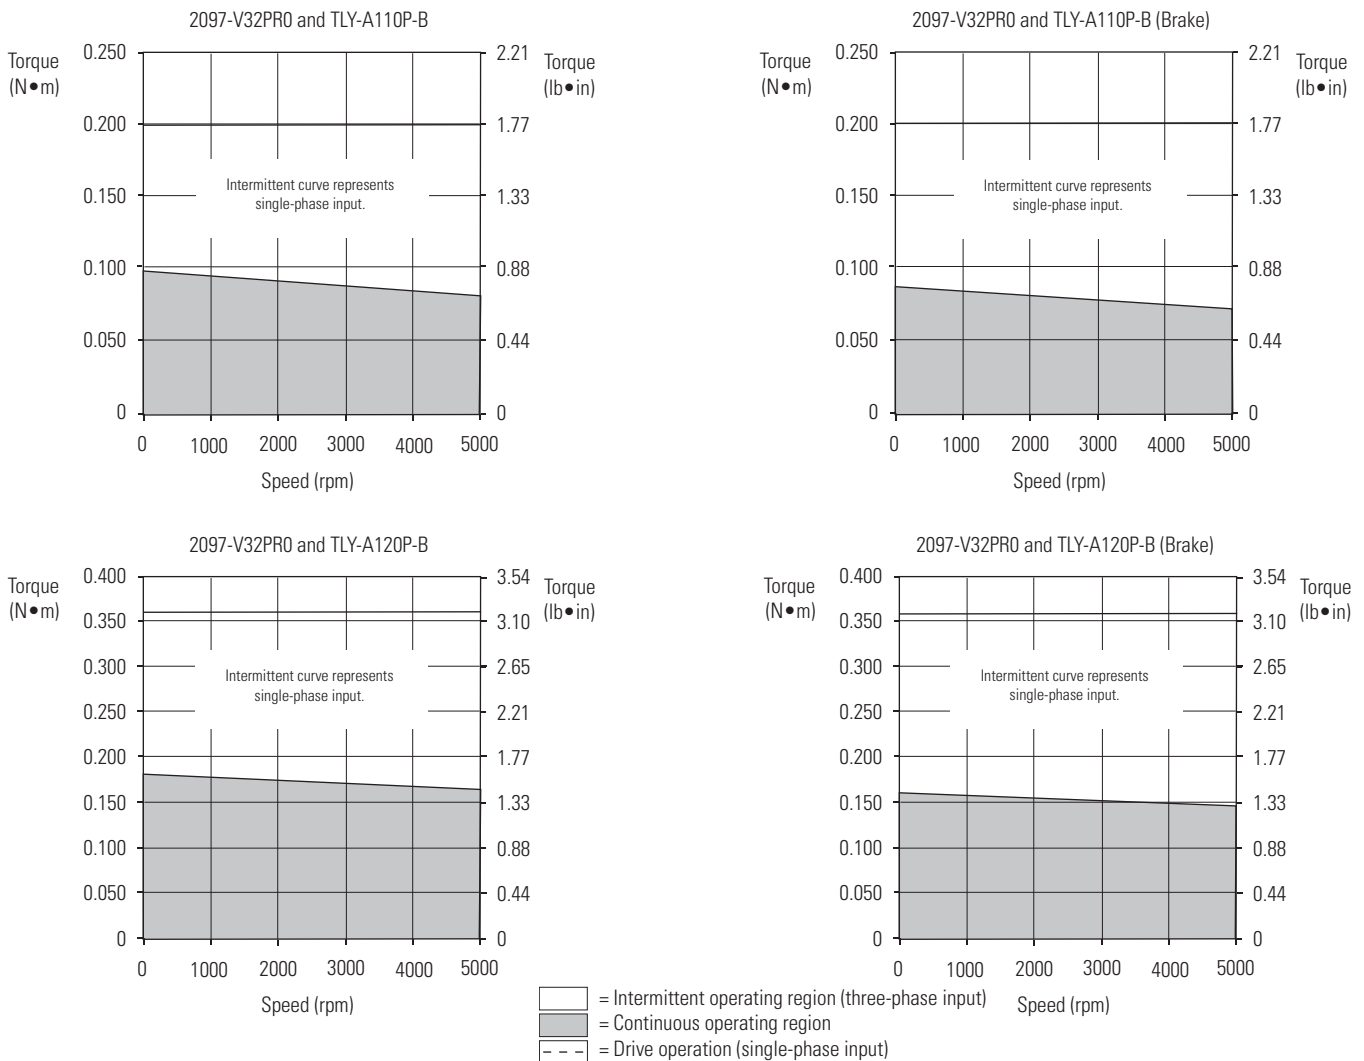 2097-V32PR0 and TLY-A110P-B
Torque
(N•m)
0.250
0.200
0.150
0.100
0.050
0
2.21
1.77
1.33
0.88
0.44
0
Torque
(lb•in)
Intermittent curve represents
single-phase input.
0 1000 2000 3000 4000 5000
Speed (rpm)
2097-V32PR0 and TLY-A110P-B (Brake)
Torque
(N•m)
0.250
0.200
0.150
0.100
0.050
0
2.21
1.77
1.33
0.88
0.44
0
Torque
(lb•in)
Intermittent curve represents
single-phase input.
0 1000 2000 3000 4000 5000
Speed (rpm)
2097-V32PR0 and TLY-A120P-B
Torque
(N•m)
0.400
0.350
0.300
0.250
0.200
0.150
0.100
0.050
0
3.54
3.10
2.65
2.21
1.77
1.33
0.88
0.44
0
Torque
(lb•in)
Intermittent curve represents
single-phase input.
0 1000 2000 3000 4000 5000
Speed (rpm)
2097-V32PR0 and TLY-A120P-B (Brake)
Torque
(N•m)
0.400
0.350
0.300
0.250
0.200
0.150
0.100
0.050
0
3.54
3.10
2.65
2.21
1.77
1.33
0.88
0.44
0
Torque
(lb•in)
Intermittent curve represents
single-phase input.
0 1000 2000 3000 4000 5000
Speed (rpm)
= Intermittent operating region (three-phase input)
= Continuous operating region
= Drive operation (single-phase input)